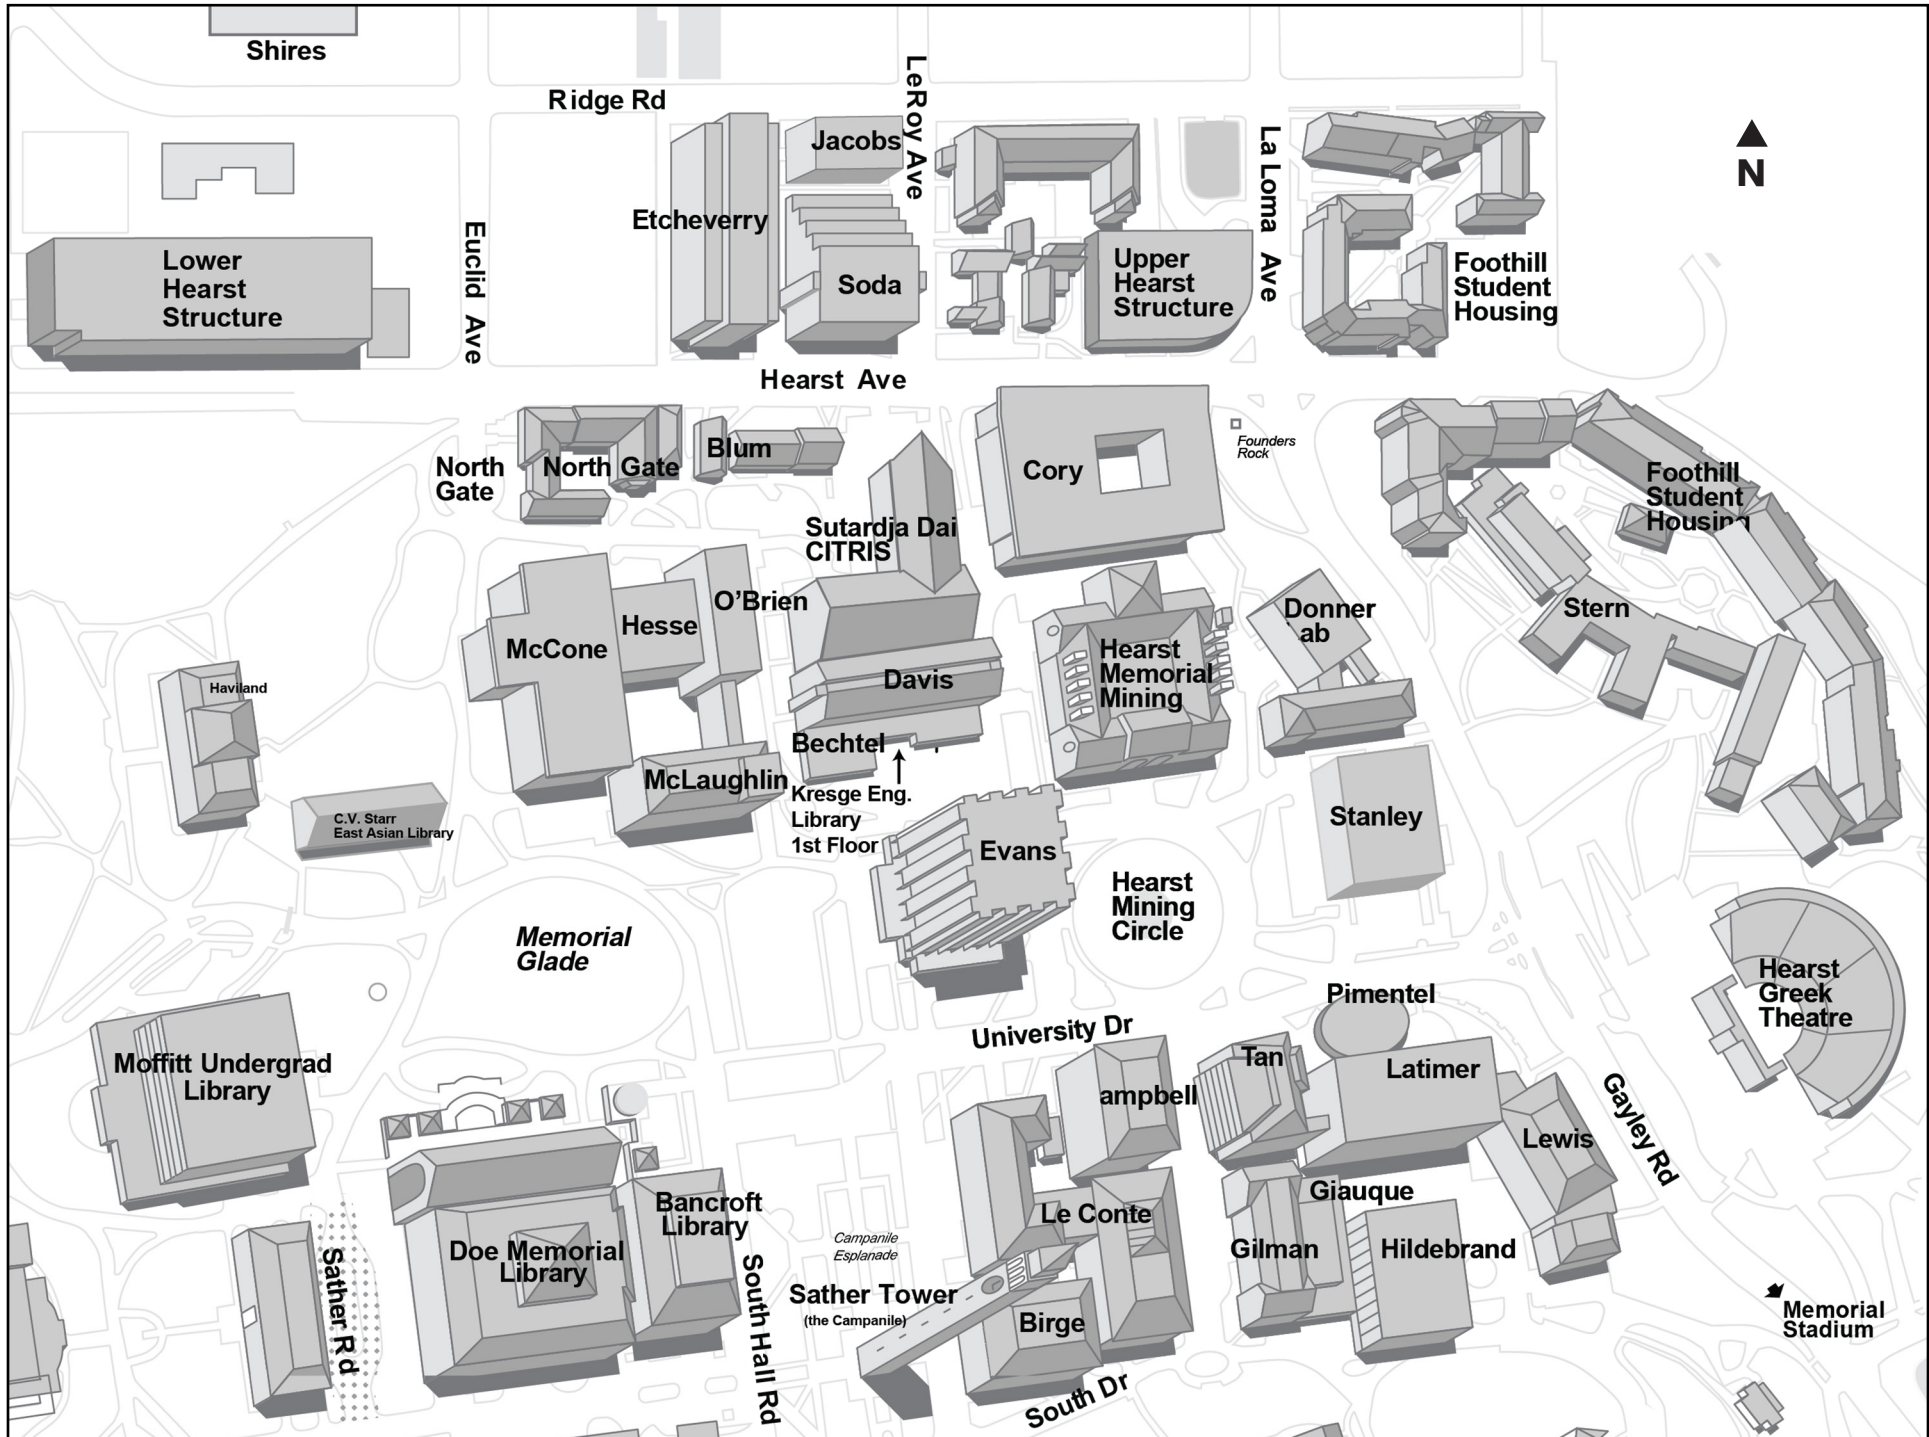 Shires
Ridge Rd
LeRoy Ave
Jacobs
La Loma Ave
N
Etcheverry
Euclid Ave
Lower
Hearst
Structure
Soda
Upper
Hearst
Structure
Foothill
Student
Housing
Hearst Ave
Founders
Rock
North
Gate
North Gate
Blum
Cory
Foothill
Student
Housing
Sutardja Dai
CITRIS
McCone
Hesse
O'Brien
Donner
ab
Stern
Hearst
Memorial
Mining
Haviland
Davis
Bechtel
McLaughlin
Kresge Eng.
Library
1st Floor
C.V. Starr
East Asian Library
Evans
Stanley
Hearst
Mining
Circle
Memorial
Glade
Hearst
Greek
Theatre
Pimentel
University Dr
Moffitt Undergrad
Library
Tan
Latimer
ampbell
Lewis
Gayley Rd
Bancroft
Library
Le Conte
Giauque
Doe Memorial
Library
Campanile
Esplanade
Gilman
Hildebrand
Sather Rd
South Hall Rd
Sather Tower
(the Campanile)
Birge
Memorial
Stadium
South Dr